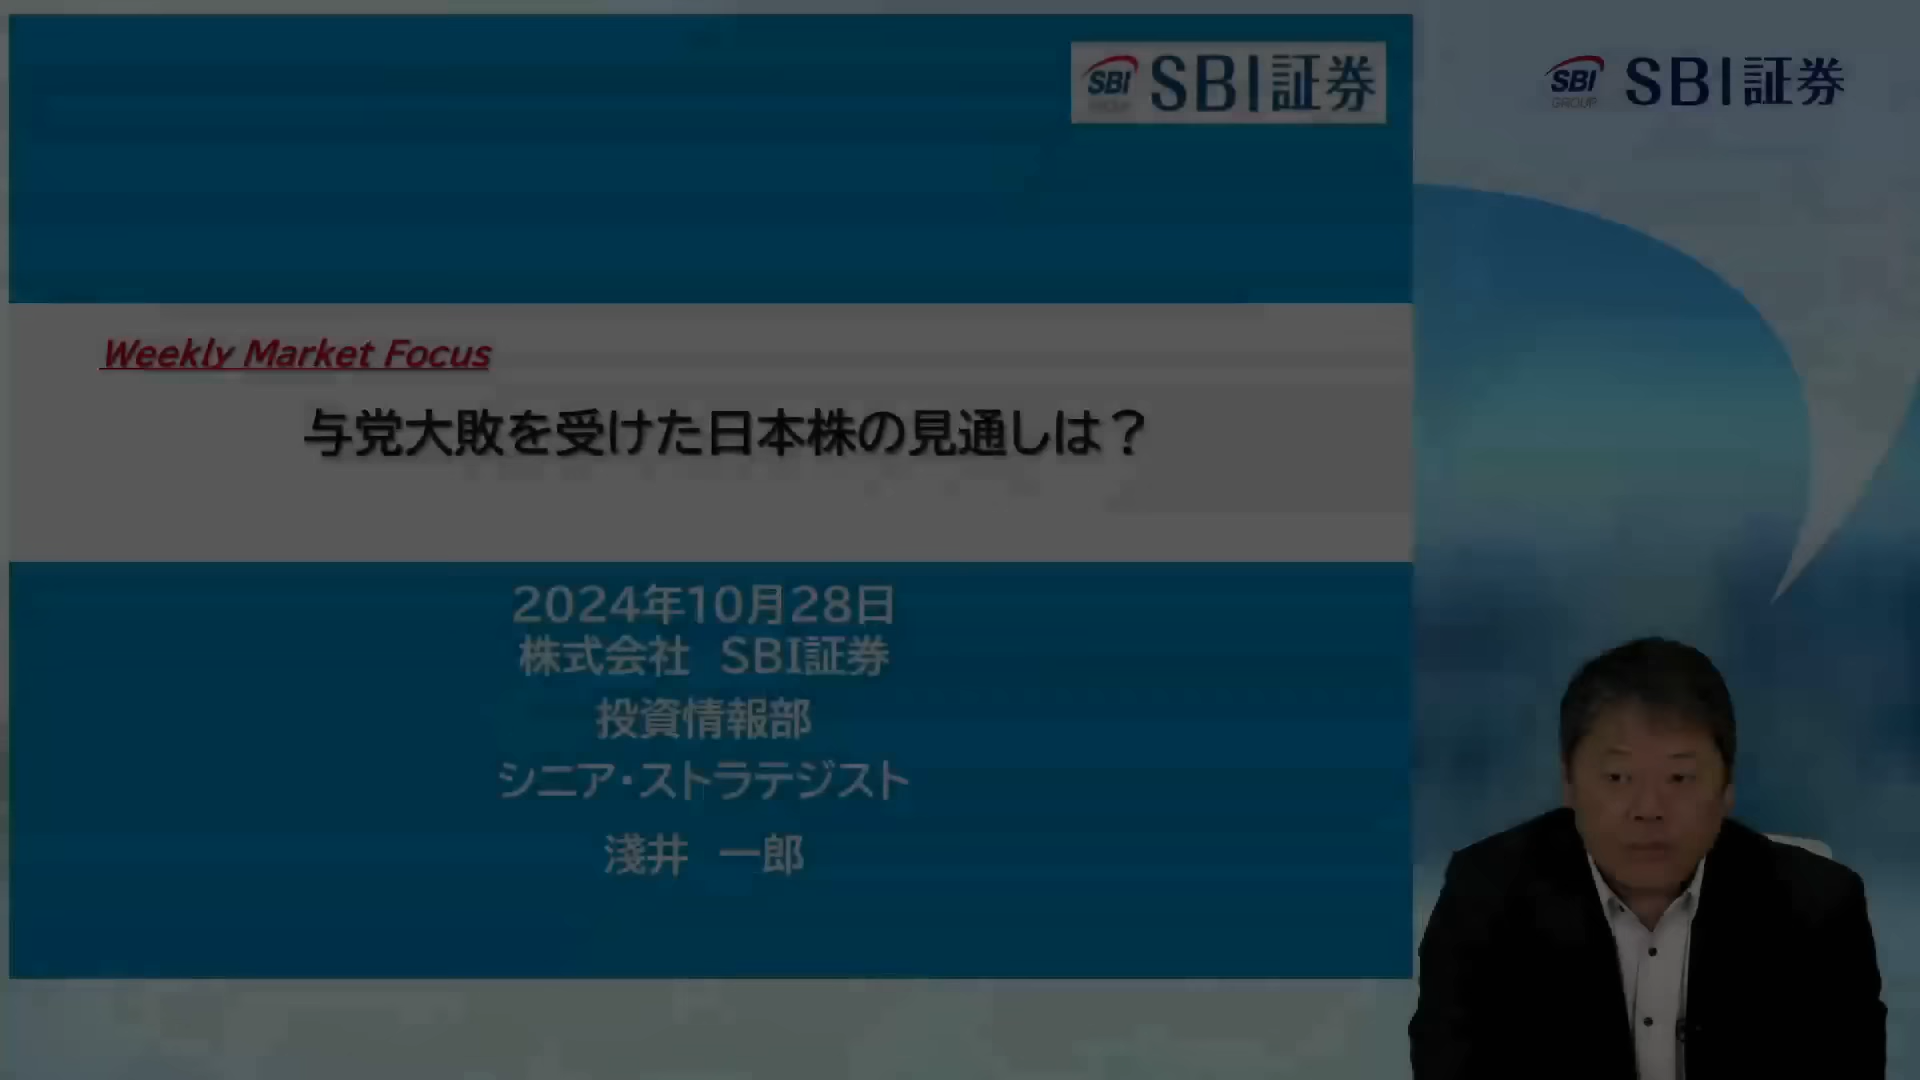 SBI SBI証券
SBI GROUP SBI証券
Weekly Market Focus
与党大敗を受けた日本株の見通しは？
2024年10月28日
株式会社　SBI証券
投資情報部
シニア・ストラテジスト
淺井　一郎